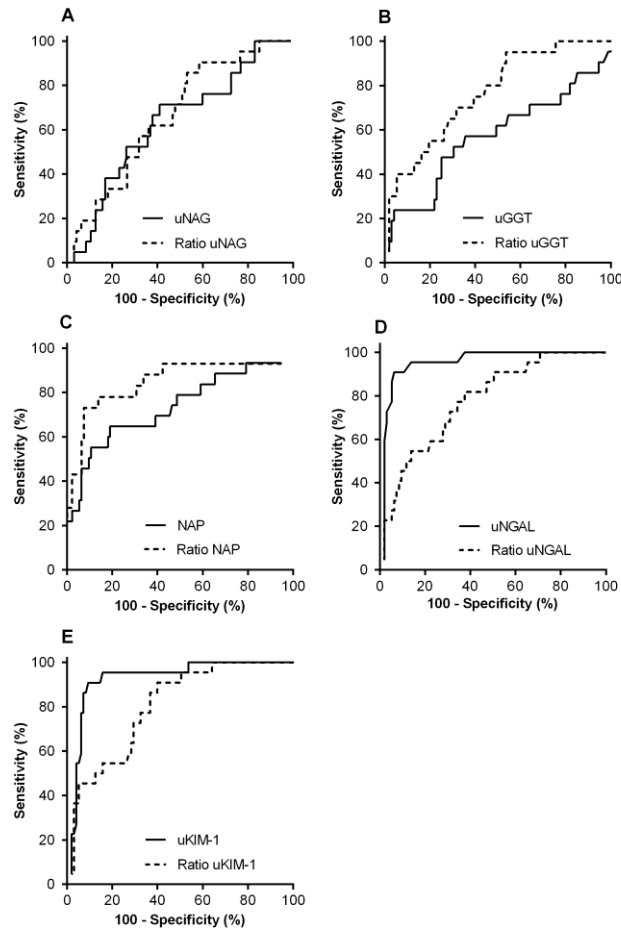 A
100
80
60
40
20
0
Sensitivity (%)
uNAG
Ratio uNAG
0 20 40 60 80 100
100 - Specificity (%)
B
100
80
60
40
20
0
Sensitivity (%)
uGGT
Ratio uGGT
0 20 40 60 80 100
100 - Specificity (%)
C
100
80
60
40
20
0
Sensitivity (%)
NAP
Ratio NAP
0 20 40 60 80 100
100 - Specificity (%)
D
100
80
60
40
20
0
Sensitivity (%)
uNGAL
Ratio uNGAL
0 20 40 60 80 100
100 - Specificity (%)
E
100
80
60
40
20
0
Sensitivity (%)
uKIM-1
Ratio uKIM-1
0 20 40 60 80 100
100 - Specificity (%)